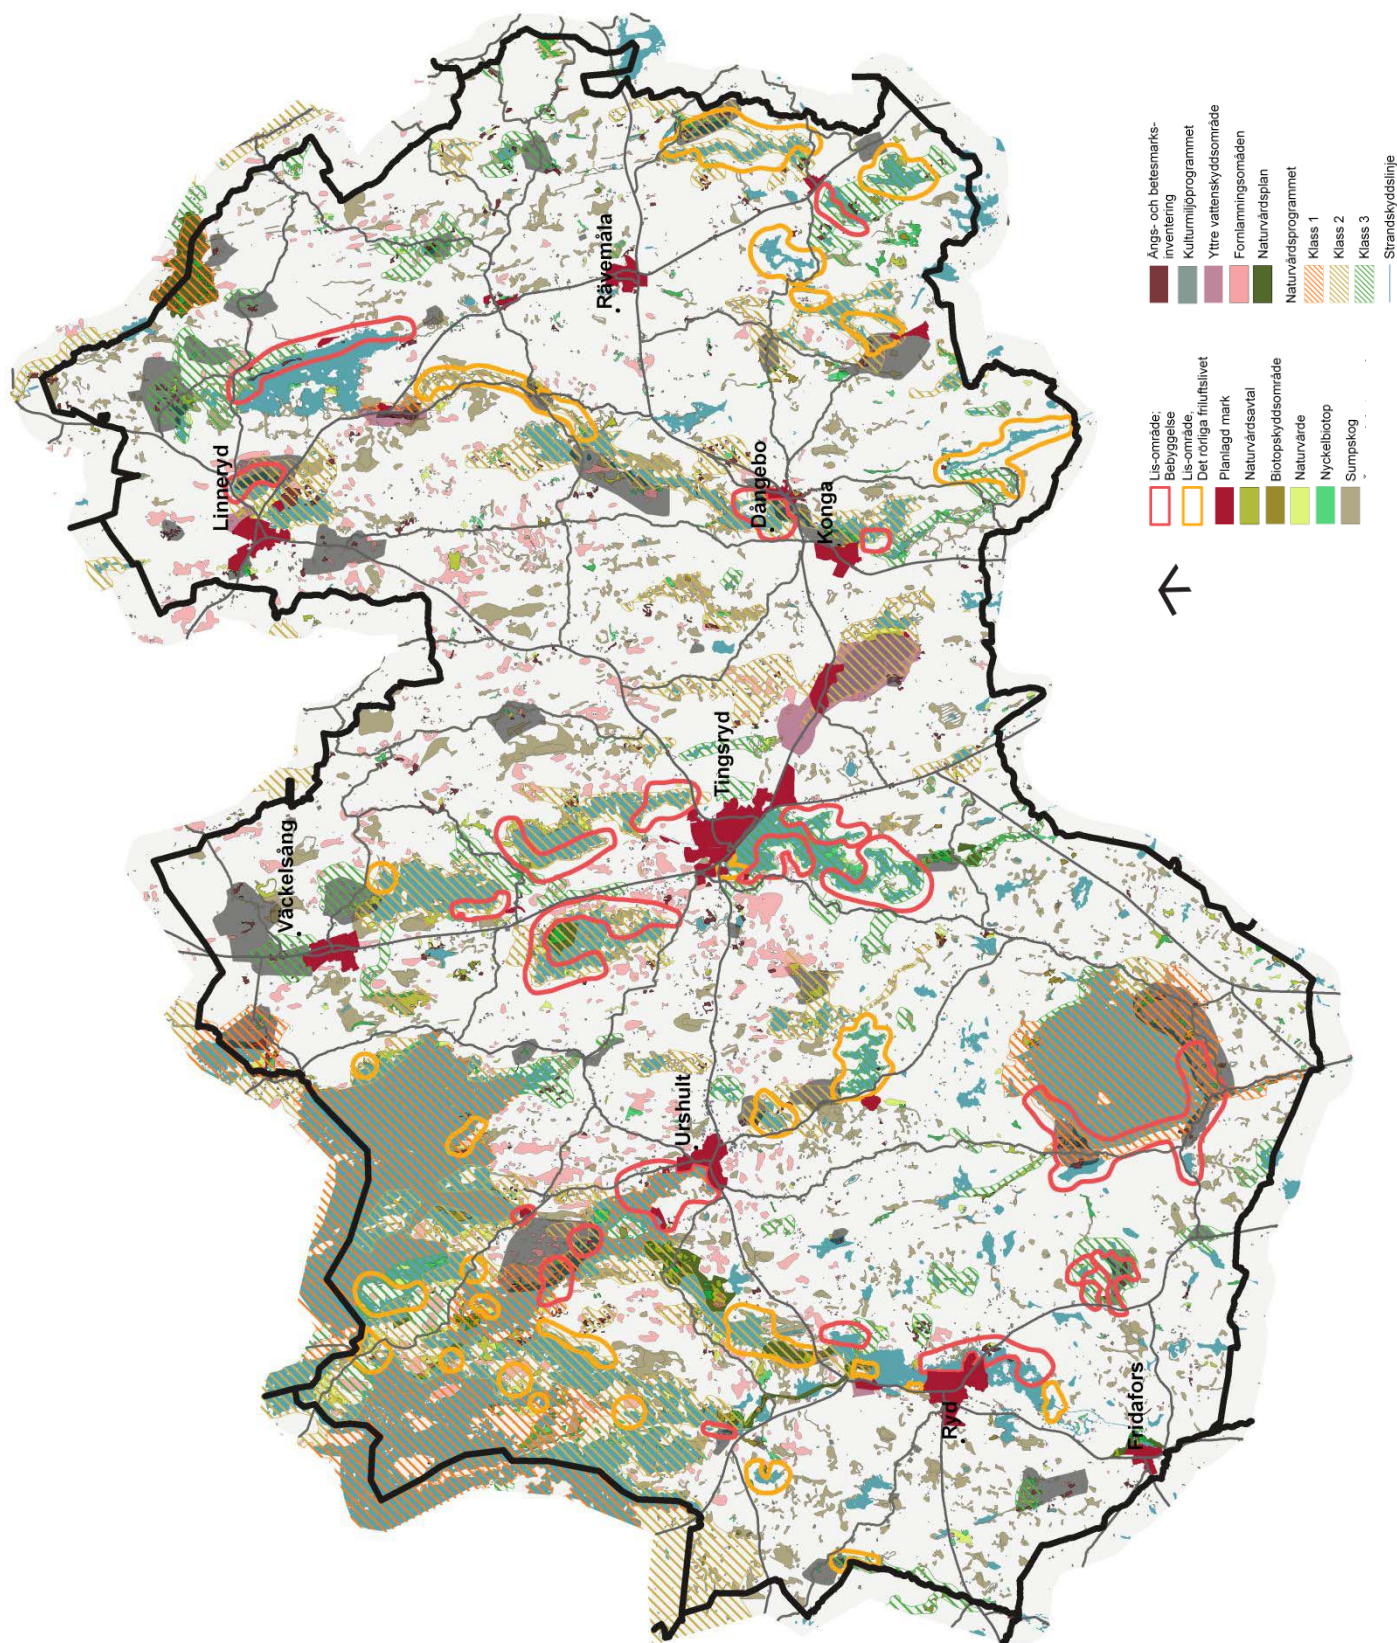 Linneryd
Rävemåla
Dångebo
Konga
Väckelsång
Tingsryd
Urshult
Ryd
Fridafors
Lis-område;
Bebyggelse
Lis-område,
Det rörliga friluftslivet
Planlagd mark
Naturvårdsavtal
Biotopskyddsområde
Naturvärde
Nyckelbiotop
Sumpskog
Ängs- och betesmarks-
inventering
Kulturmiljöprogrammet
Yttre vattenskyddsområde
Fornlamningsomåden
Naturvårdsplan
Naturvårdsprogrammet
Klass 1
Klass 2
Klass 3
Strandskyddslinje